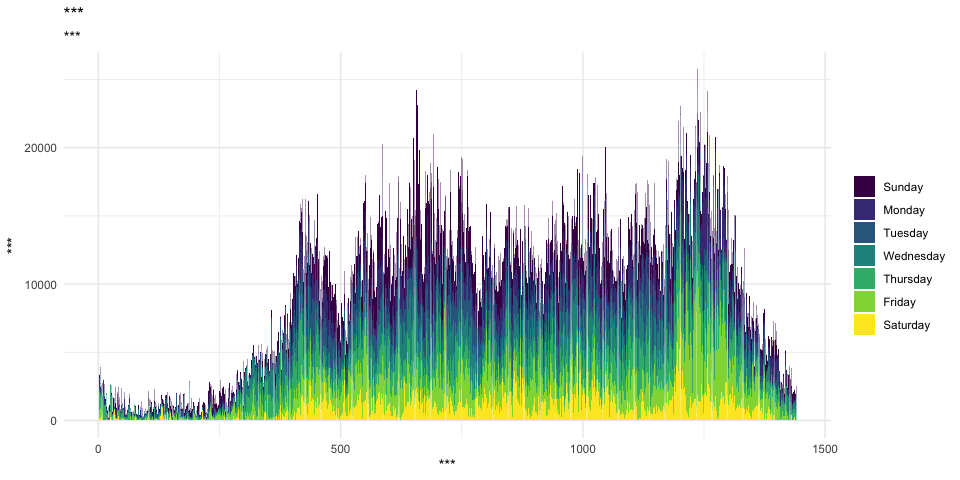 ***
***
***
20000
10000
0
0
500
1000
1500
***
Sunday
Monday
Tuesday
Wednesday
Thursday
Friday
Saturday